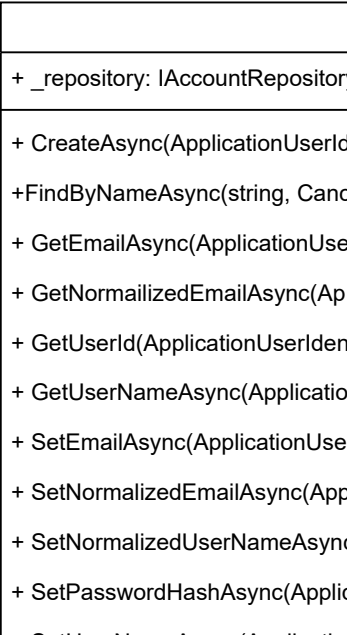 + _repository: IAccountRepository
+ CreateAsync(ApplicationUserId
+FindByNameAsync(string, Canc
+ GetEmailAsync(ApplicationUse
+ GetNormailizedEmailAsync(Ap
+ GetUserId(ApplicationUserIden
+ GetUserNameAsync(Applicatio
+ SetEmailAsync(ApplicationUse
+ SetNormalizedEmailAsync(App
+ SetNormalizedUserNameAsync
+ SetPasswordHashAsync(Applic